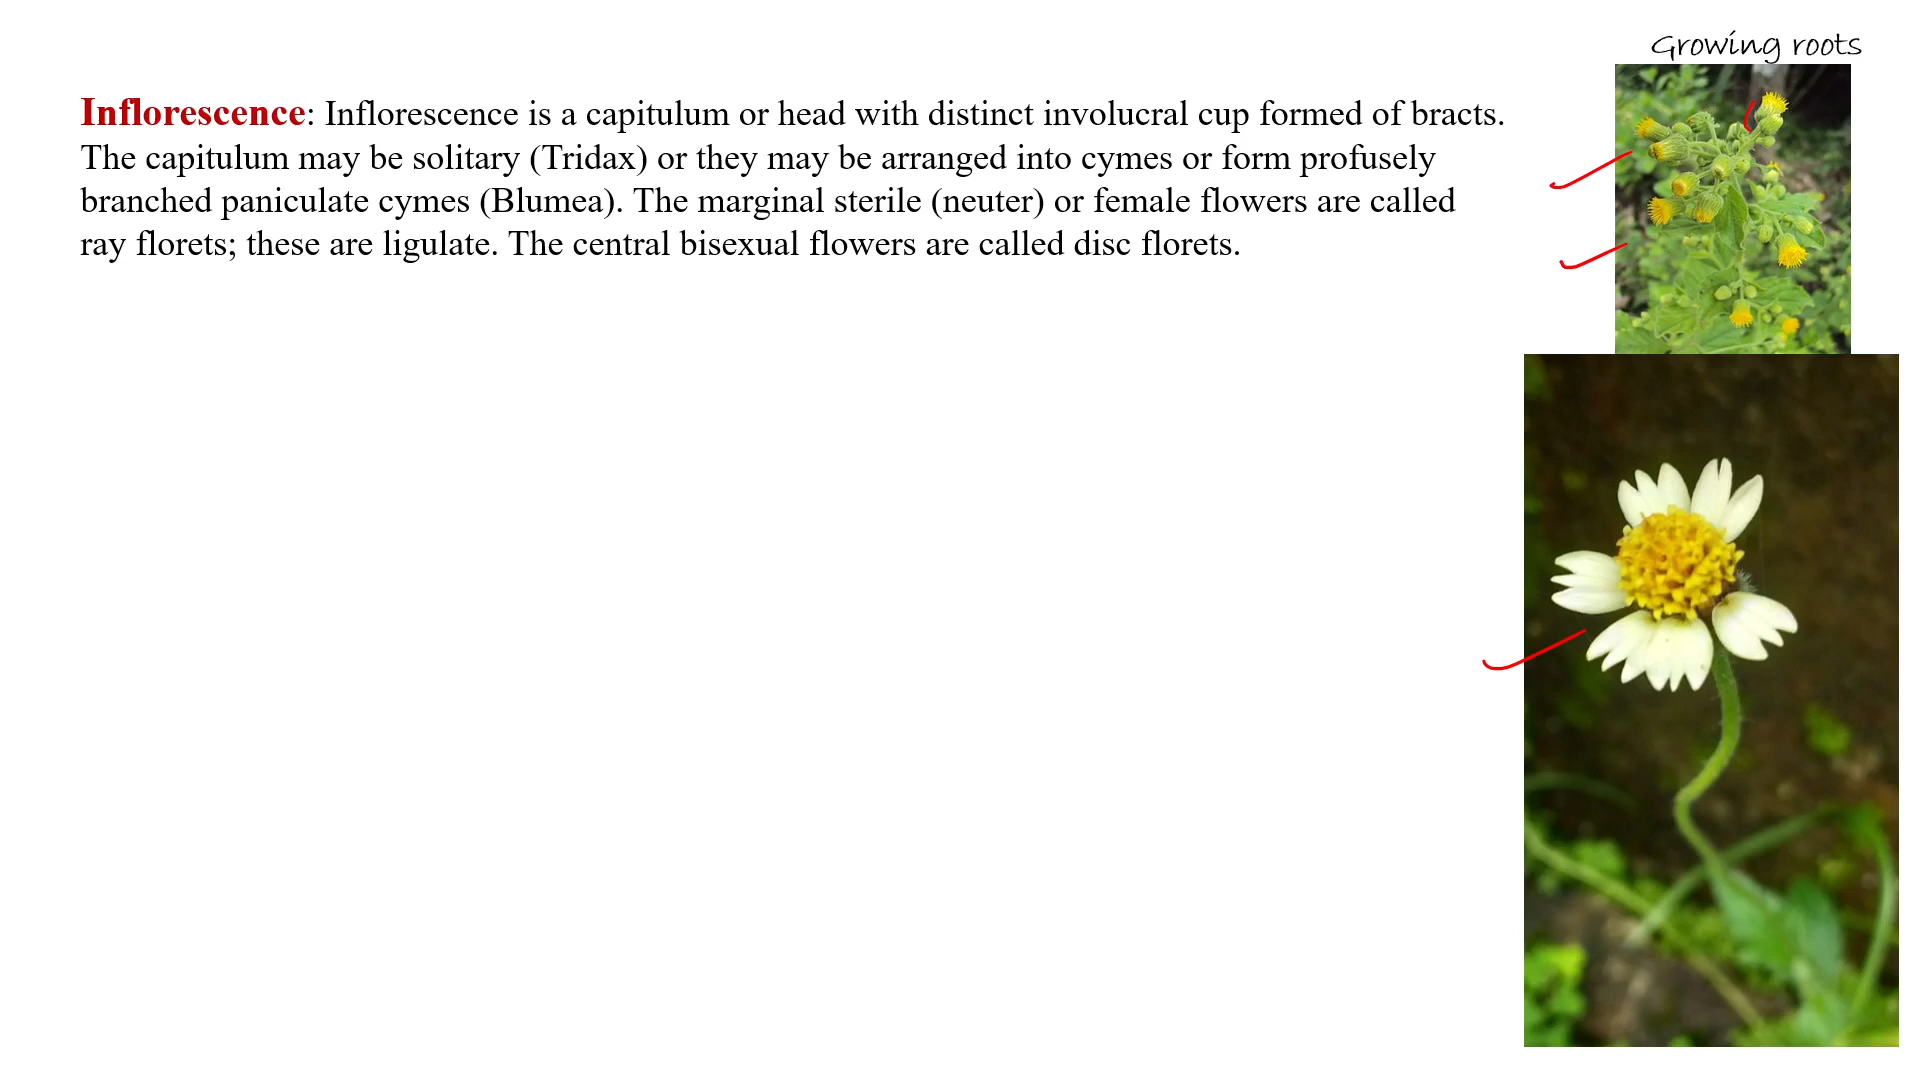 Growing roots
Inflorescence: Inflorescence is a capitulum or head with distinct involucral cup formed of bracts.
The capitulum may be solitary (Tridax) or they may be arranged into cymes or form profusely
branched paniculate cymes (Blumea). The marginal sterile (neuter) or female flowers are called
ray florets; these are ligulate. The central bisexual flowers are called disc florets.